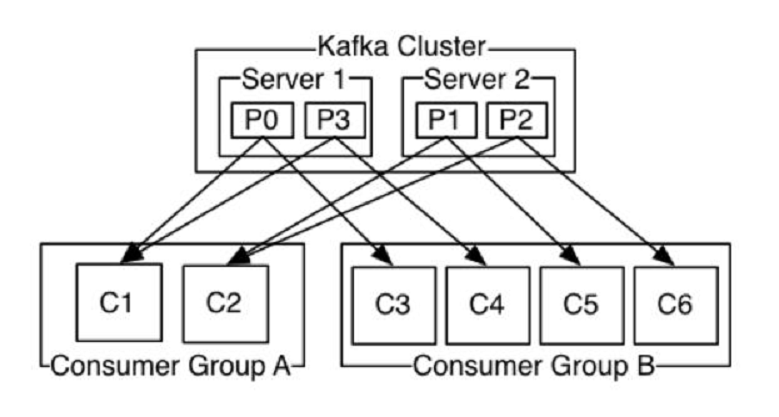 Kafka Cluster
Server 1 Server 2
P0 P3 P1 P2
C1 C2 C3 C4 C5 C6
Consumer Group A Consumer Group B